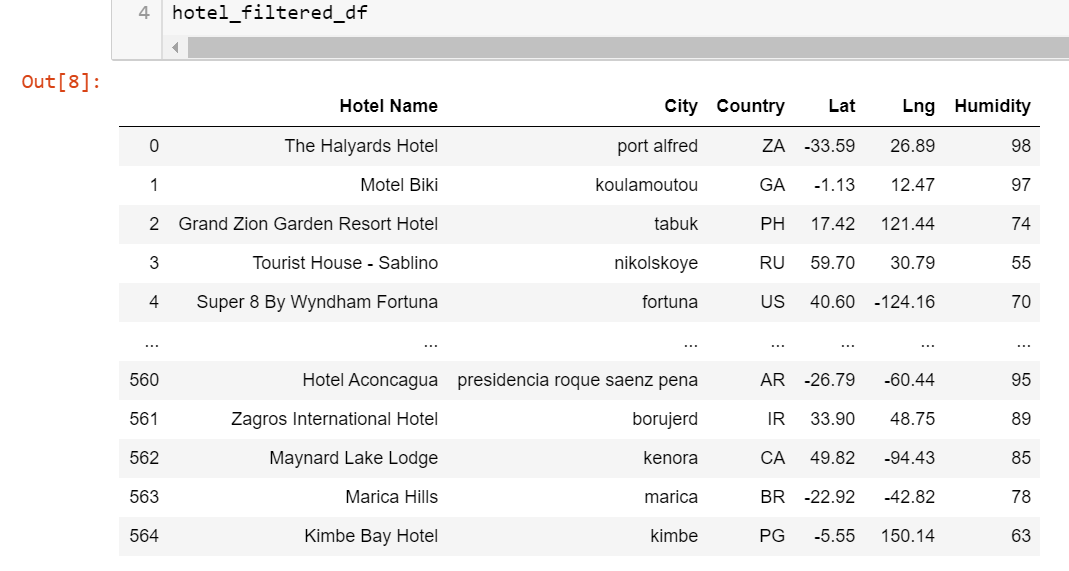 4 hotel_filtered_df
Out[8]:
Hotel Name City Country Lat Lng Humidity
0 The Halyards Hotel port alfred ZA -33.59 26.89 98
1 Motel Biki koulamoutou GA -1.13 12.47 97
2 Grand Zion Garden Resort Hotel tabuk PH 17.42 121.44 74
3 Tourist House - Sablino nikolskoye RU 59.70 30.79 55
4 Super 8 By Wyndham Fortuna fortuna US 40.60 -124.16 70
... ... ... ... ... ... ...
560 Hotel Aconcagua presidencia roque saenz pena AR -26.79 -60.44 95
561 Zagros International Hotel borujerd IR 33.90 48.75 89
562 Maynard Lake Lodge kenora CA 49.82 -94.43 85
563 Marica Hills marica BR -22.92 -42.82 78
564 Kimbe Bay Hotel kimbe PG -5.55 150.14 63